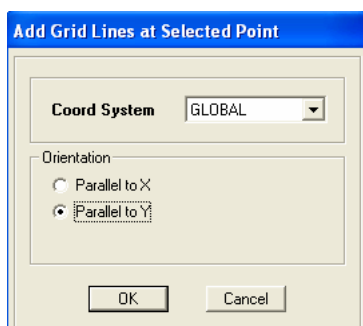 Add Grid Lines at Selected Point
Coord System GLOBAL
Orientation
Parallel to X
Parallel to Y
OK Cancel